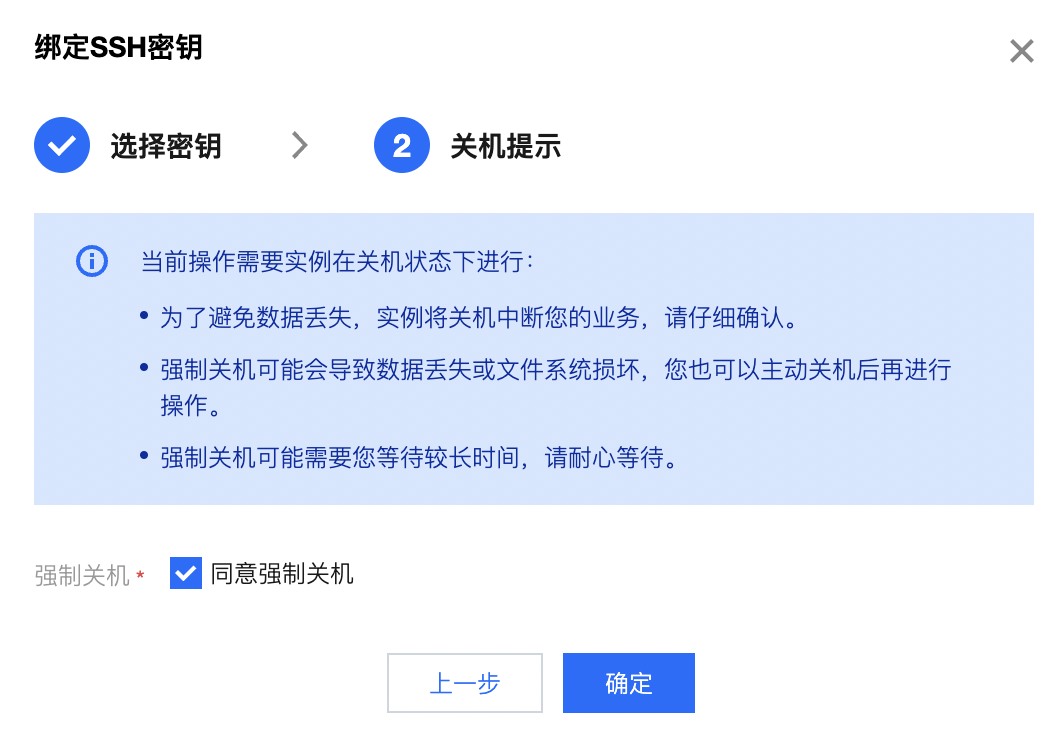 绑定SSH密钥
选择密钥
2 关机提示
当前操作需要实例在关机状态下进行：
• 为了避免数据丢失，实例将关机中断您的业务，请仔细确认。
• 强制关机可能会导致数据丢失或文件系统损坏，您也可以主动关机后再进行
操作。
• 强制关机可能需要您等待较长时间，请耐心等待。
强制关机 * 同意强制关机
上一步 确定